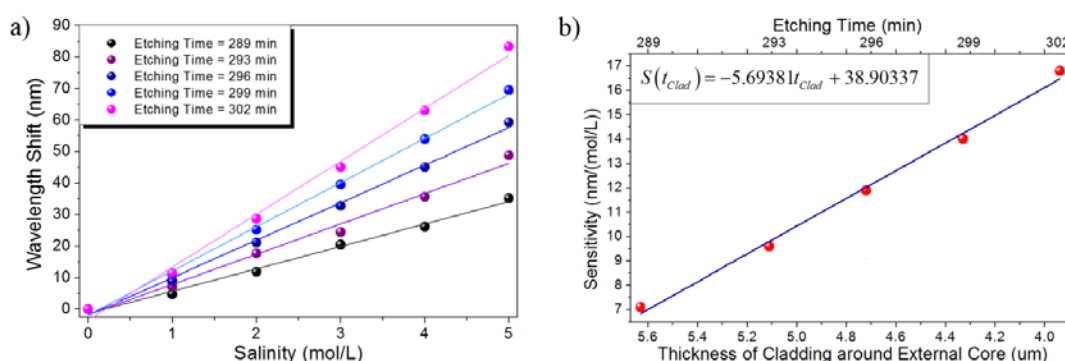 a)
90
80
70
60
50
40
30
20
10
0
Wavelength Shift (nm)
Etching Time = 289 min
Etching Time = 293 min
Etching Time = 296 min
Etching Time = 299 min
Etching Time = 302 min
0 1 2 3 4 5
Salinity (mol/L)
b)
Etching Time (min)
289 293 296 299 302
S(t_Clad) = -5.69381t_Clad + 38.90337
17
16
15
14
13
12
11
10
9
8
7
Sensitivity (nm/(mol/L))
5.6 5.4 5.2 5.0 4.8 4.6 4.4 4.2 4.0
Thickness of Cladding around External Core (um)